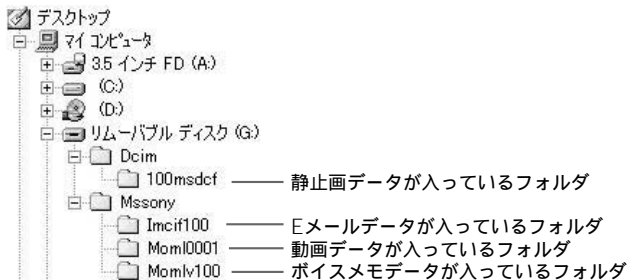 デスクトップ
マイ コンピュータ
3.5 インチ FD (A:)
(C:)
(D:)
リムーバブル ディスク (G:)
Dcim
100msdcf 静止画データが入っているフォルダ
Mssony
Imcif100 Eメールデータが入っているフォルダ
Moml0001 動画データが入っているフォルダ
Momlv100 ボイスメモデータが入っているフォルダ